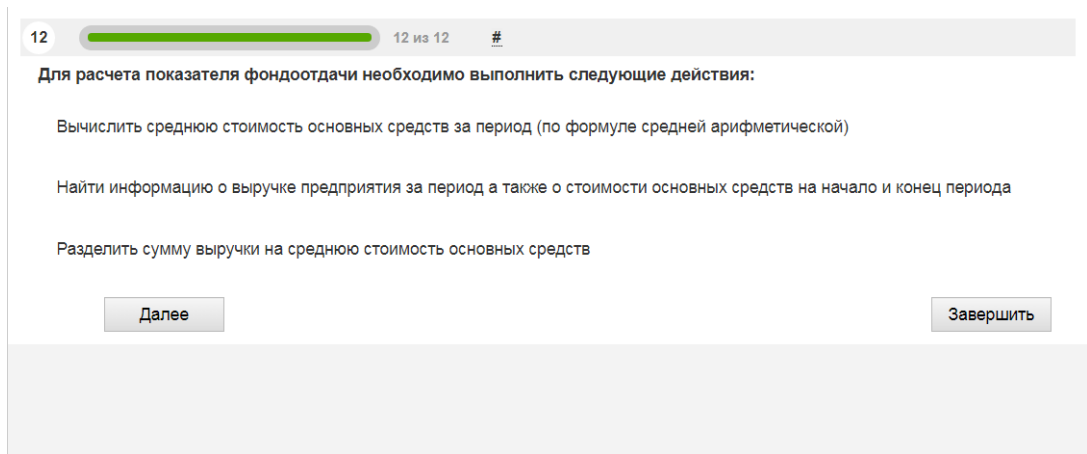 12 12 из 12 #
Для расчета показателя фондоотдачи необходимо выполнить следующие действия:
Вычислить среднюю стоимость основных средств за период (по формуле средней арифметической)
Найти информацию о выручке предприятия за период а также о стоимости основных средств на начало и конец периода
Разделить сумму выручки на среднюю стоимость основных средств
Далее Завершить